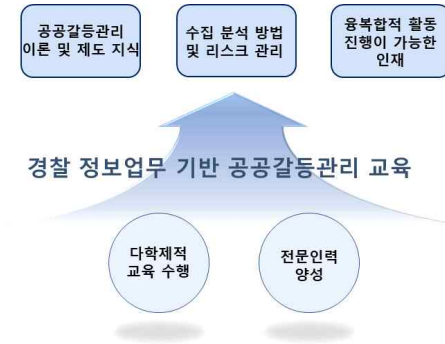 공공갈등관리
이론 및 제도 지식
수집 분석 방법
및 리스크 관리
융복합적 활동
진행이 가능한
인재
경찰 정보업무 기반 공공갈등관리 교육
다학제적
교육 수행
전문인력
양성